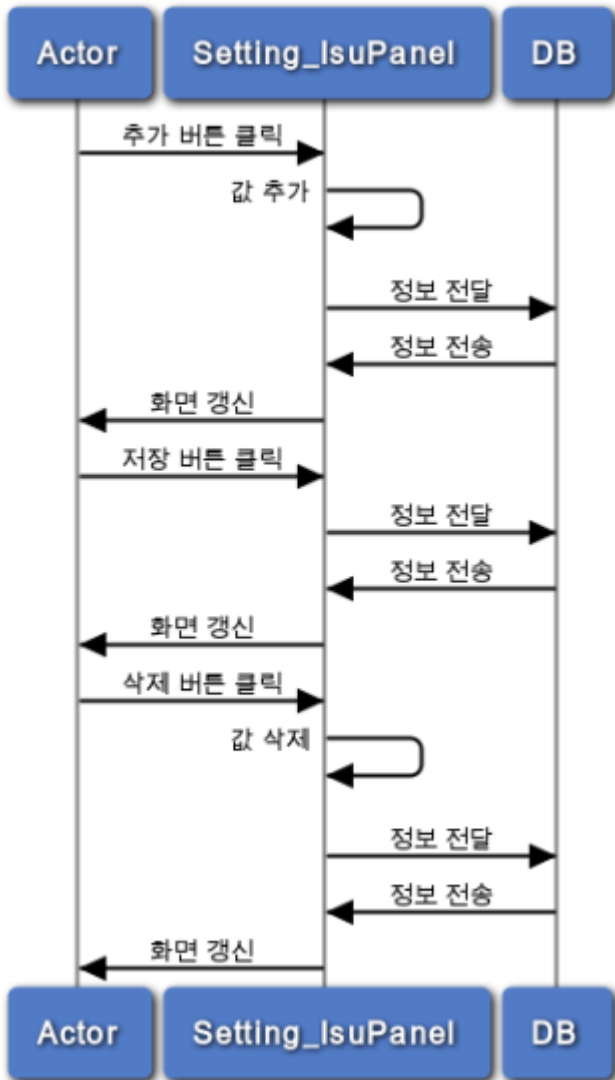 Actor Setting_IsuPanel DB
추가 버튼 클릭
값 추가
정보 전달
정보 전송
화면 갱신
저장 버튼 클릭
정보 전달
정보 전송
화면 갱신
삭제 버튼 클릭
값 삭제
정보 전달
정보 전송
화면 갱신
Actor Setting_IsuPanel DB